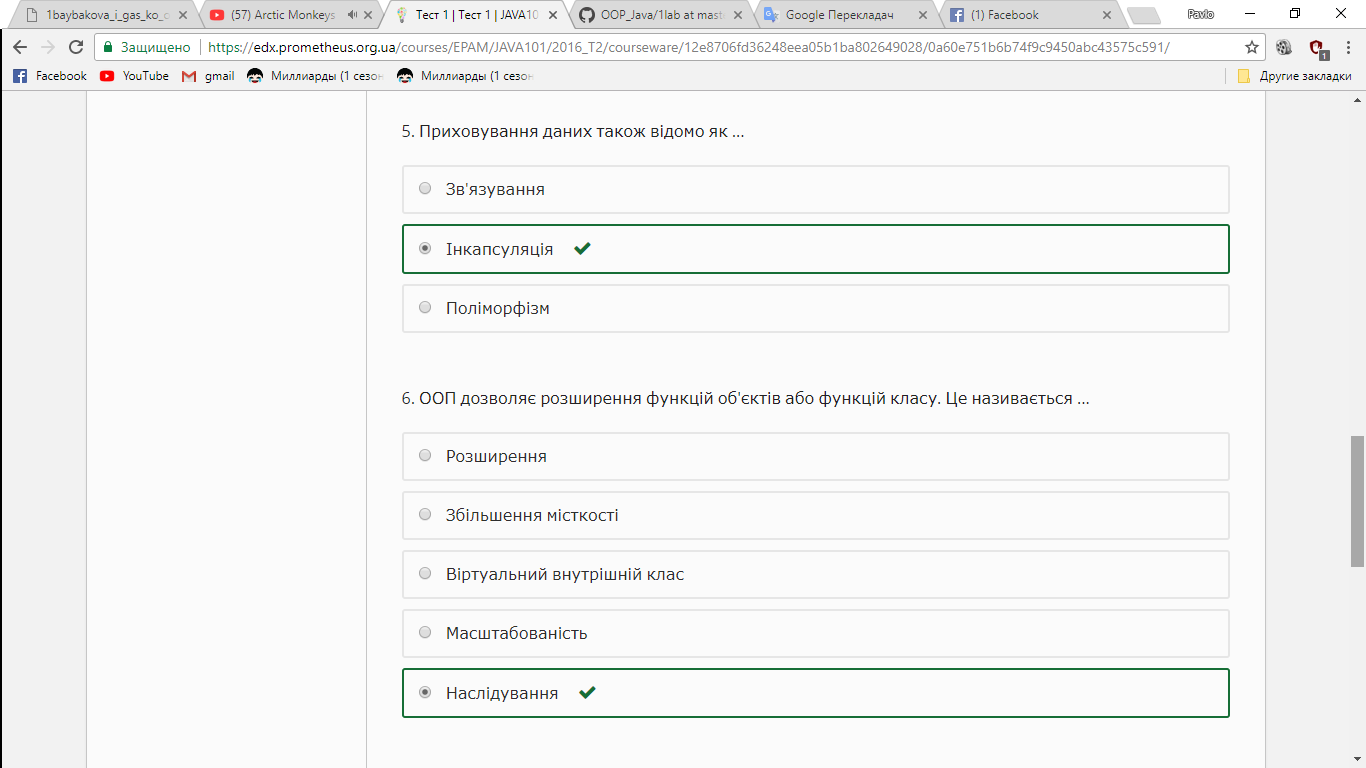 1baybakova_i_gas_ko_o
(57) Arctic Monkeys
Тест 1 | Тест 1 | JAVA10
OOP_Java/1lab at mast
Google Перекладач
(1) Facebook
Pavlo
Защищено
https://edx.prometheus.org.ua/courses/EPAM/JAVA101/2016_T2/courseware/12e8706fd36248eea05b1ba802649028/0a60e751b6b74f9c9450abc43575c591/
1
Facebook
YouTube
gmail
Миллиарды (1 сезон
Миллиарды (1 сезон
Другие закладки
5. Приховування даних також відомо як ...
Зв'язування
Інкапсуляція
Поліморфізм
6. ООП дозволяє розширення функцій об'єктів або функцій класу. Це називається ...
Розширення
Збільшення місткості
Віртуальний внутрішній клас
Масштабованість
Наслідування